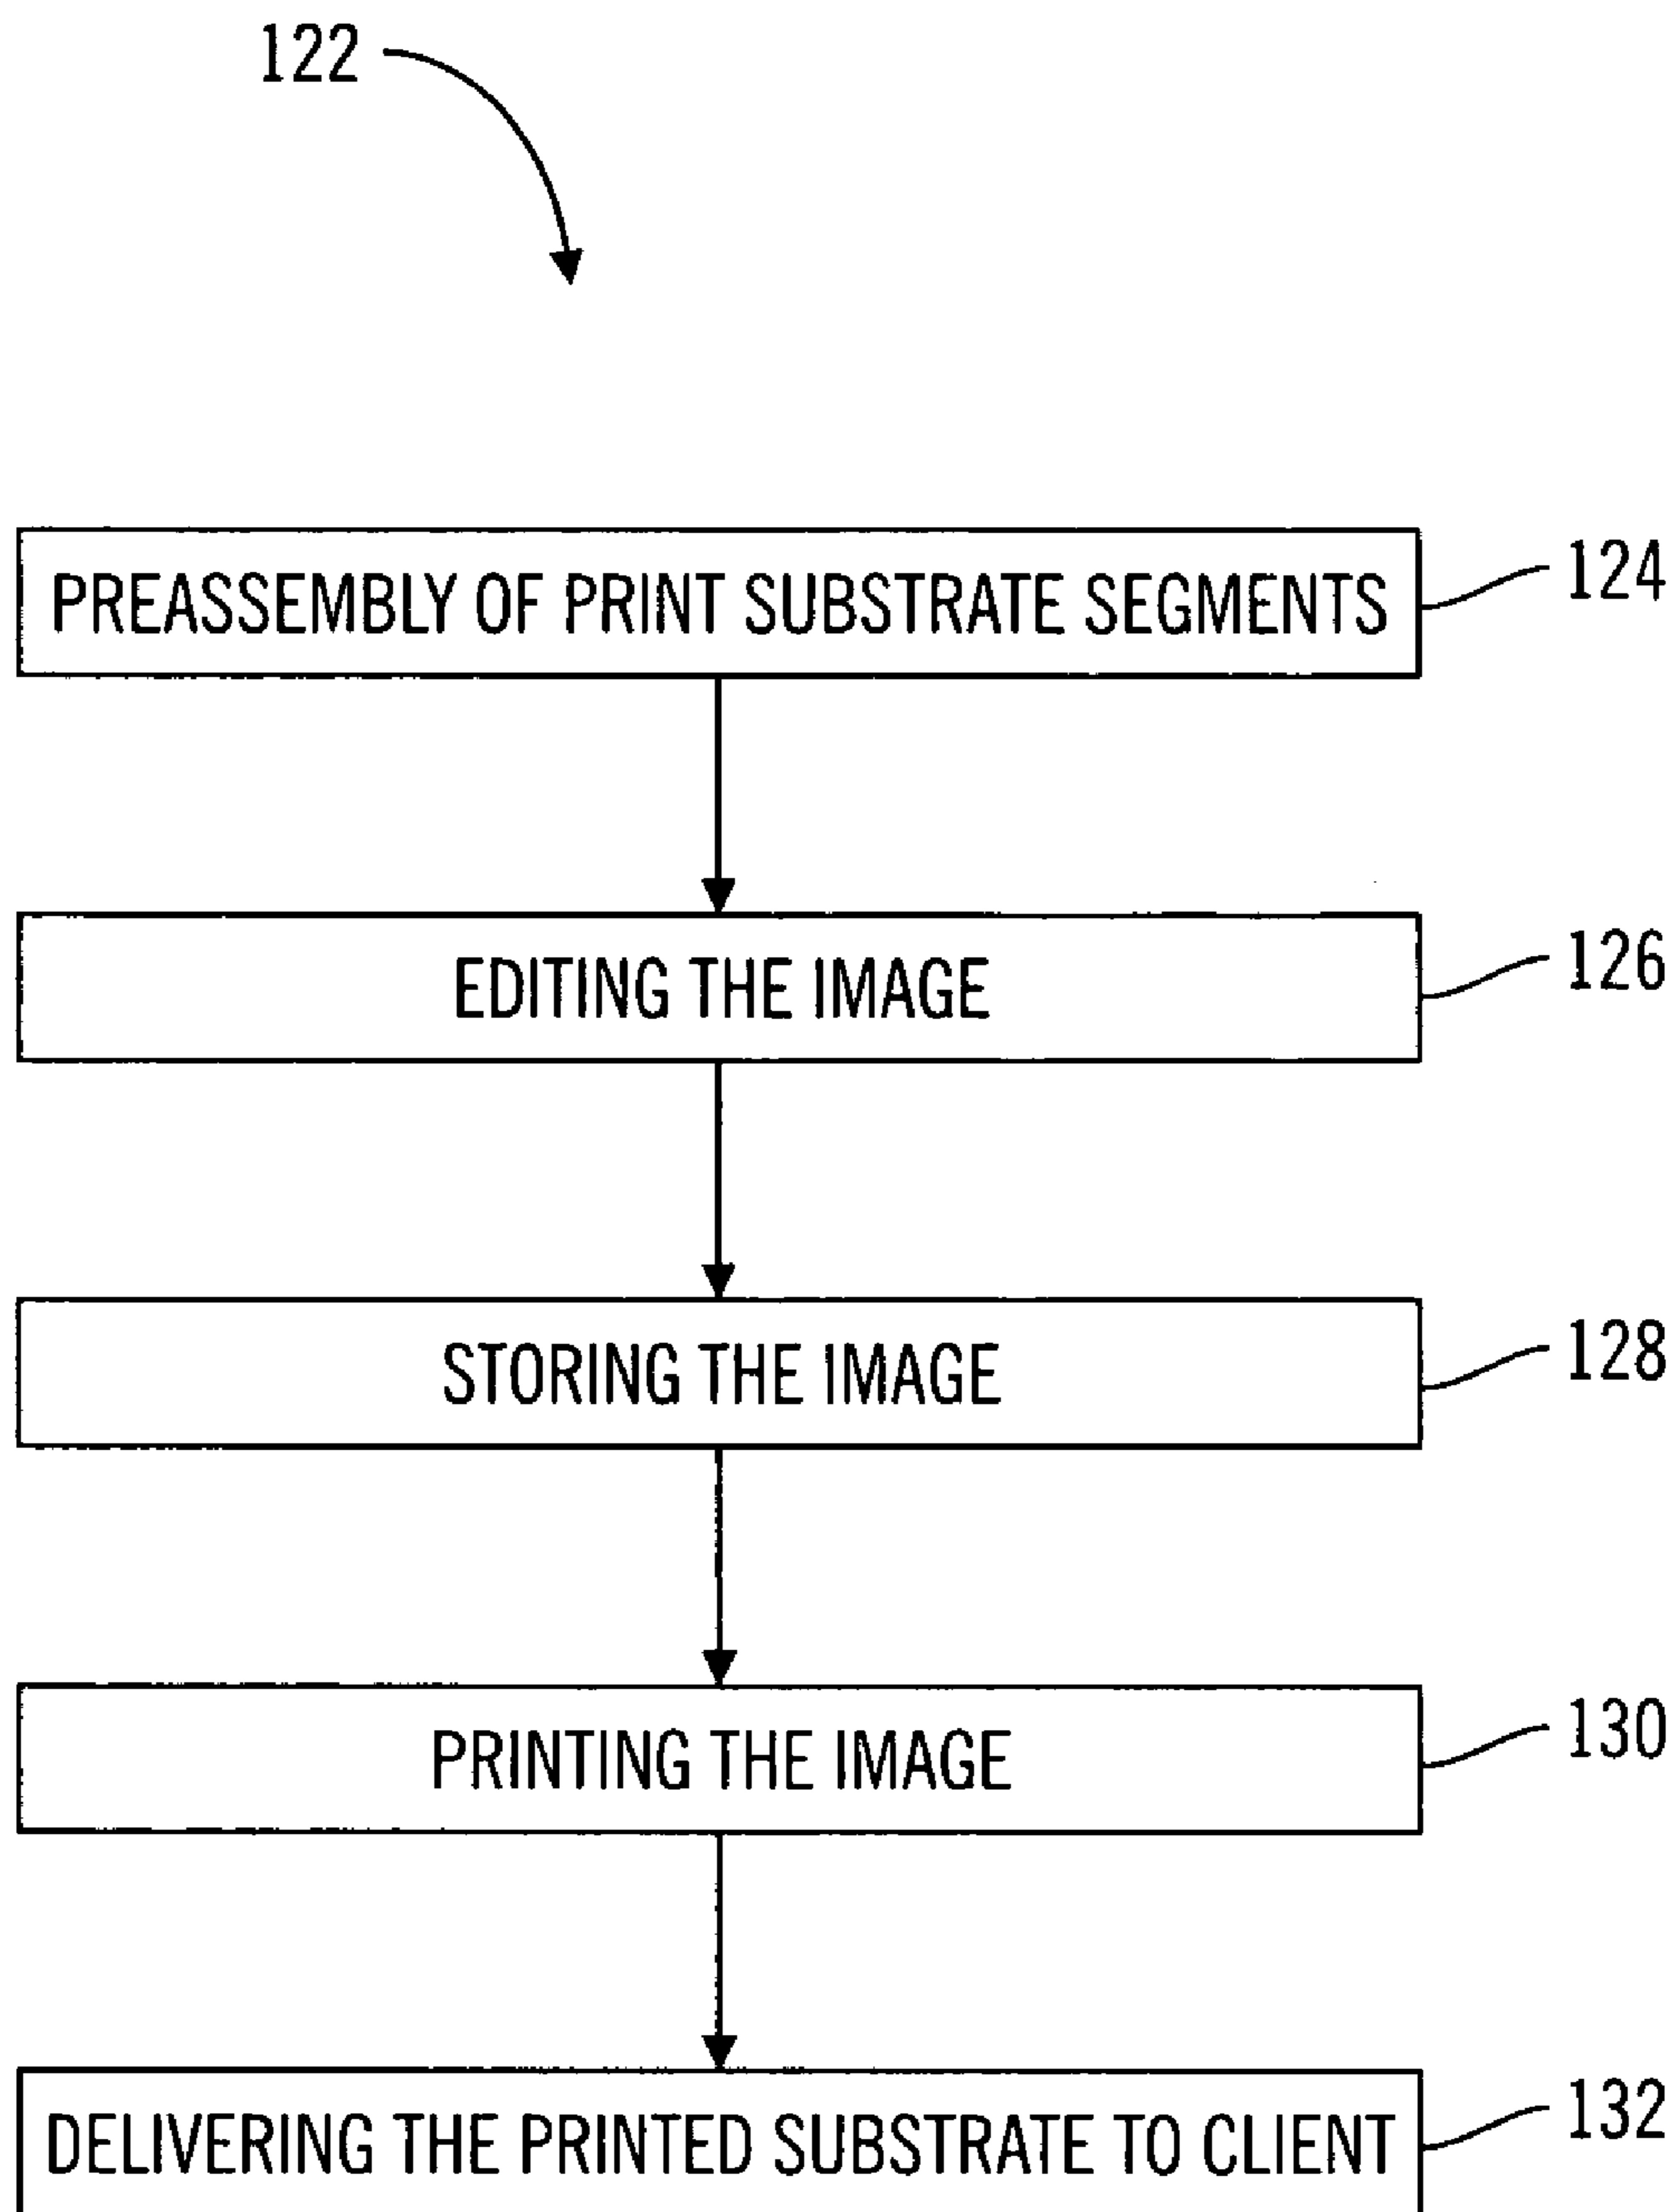 122
PREASSEMBLY OF PRINT SUBSTRATE SEGMENTS
124
EDITING THE IMAGE
126
STORING THE IMAGE
128
PRINTING THE IMAGE
130
DELIVERING THE PRINTED SUBSTRATE TO CLIENT
132